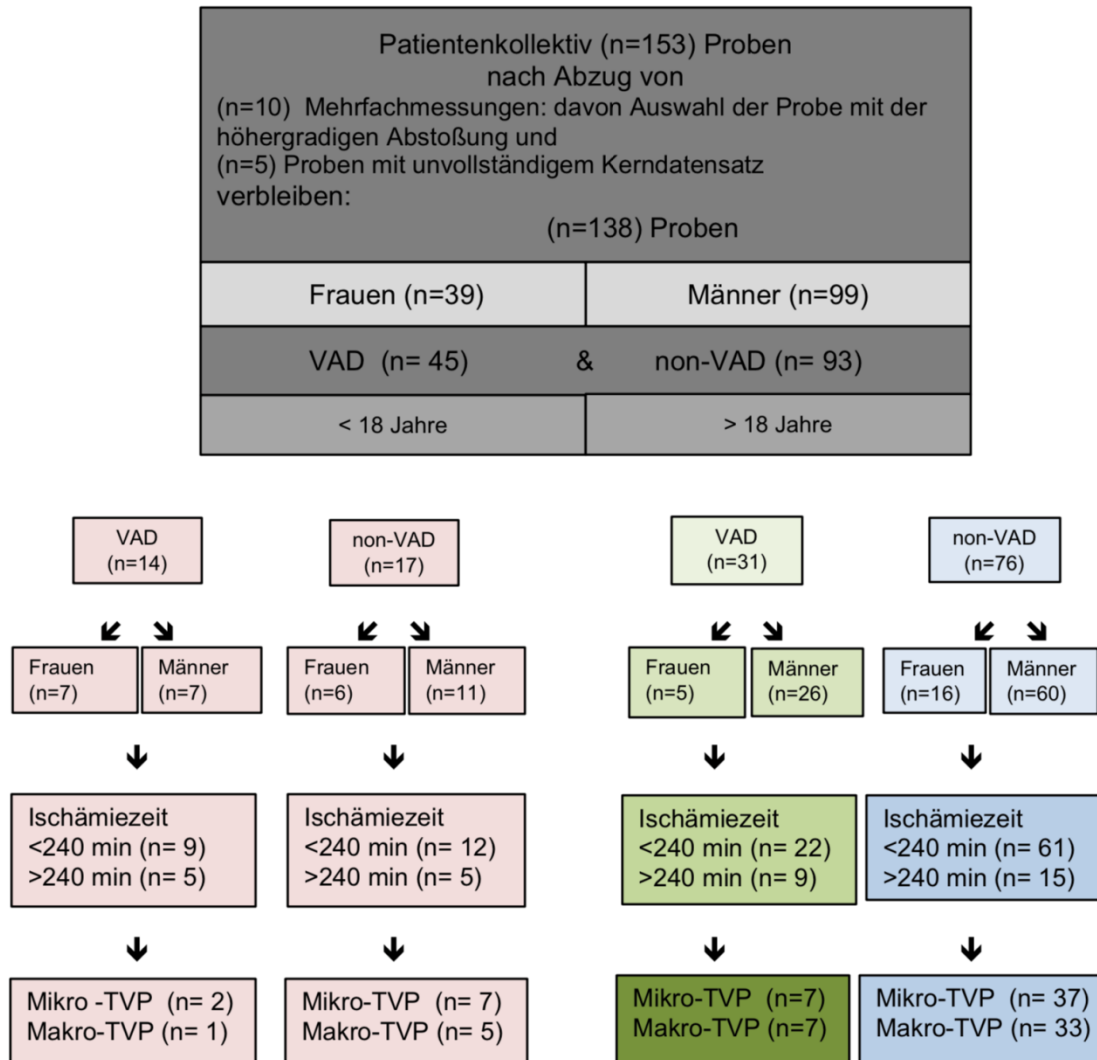 Patientenkollektiv (n=153) Proben
nach Abzug von
(n=10) Mehrfachmessungen: davon Auswahl der Probe mit der
höhergradigen Abstoßung und
(n=5) Proben mit unvollständigem Kerndatensatz
verbleiben:
(n=138) Proben
Frauen (n=39)
Männer (n=99)
VAD (n= 45) & non-VAD (n= 93)
< 18 Jahre
> 18 Jahre
VAD
(n=14)
non-VAD
(n=17)
VAD
(n=31)
non-VAD
(n=76)
Frauen
(n=7)
Männer
(n=7)
Frauen
(n=6)
Männer
(n=11)
Frauen
(n=5)
Männer
(n=26)
Frauen
(n=16)
Männer
(n=60)
Ischämiezeit
<240 min (n= 9)
>240 min (n= 5)
Ischämiezeit
<240 min (n= 12)
>240 min (n= 5)
Ischämiezeit
<240 min (n= 22)
>240 min (n= 9)
Ischämiezeit
<240 min (n= 61)
>240 min (n= 15)
Mikro -TVP (n= 2)
Makro-TVP (n= 1)
Mikro-TVP (n= 7)
Makro-TVP (n= 5)
Mikro-TVP (n=7)
Makro-TVP (n=7)
Mikro-TVP (n= 37)
Makro-TVP (n= 33)